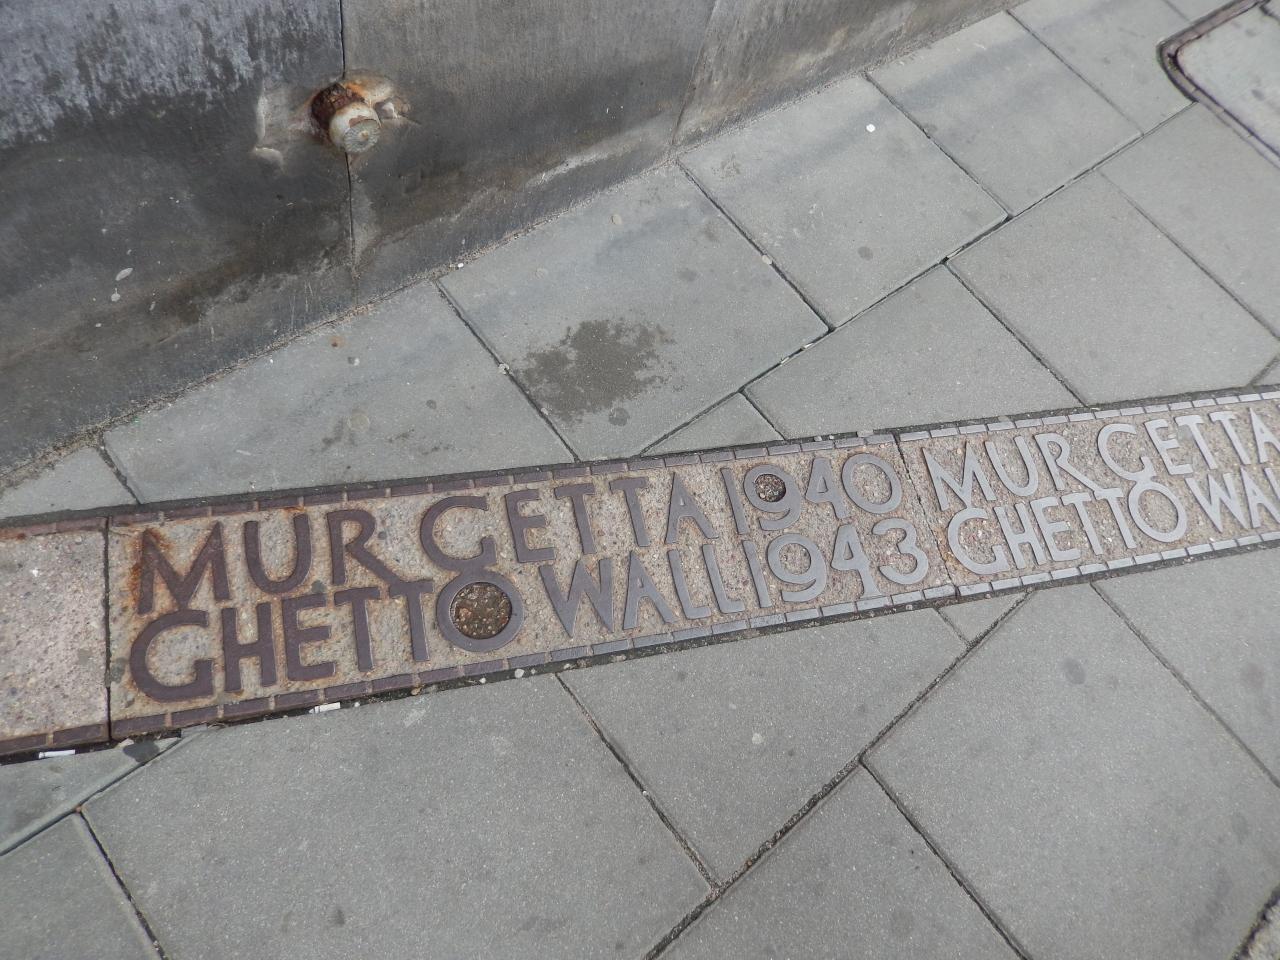 MUR GETTA 1940
GHETTO WALL 1943
MUR GETTA
GHETTO WAL